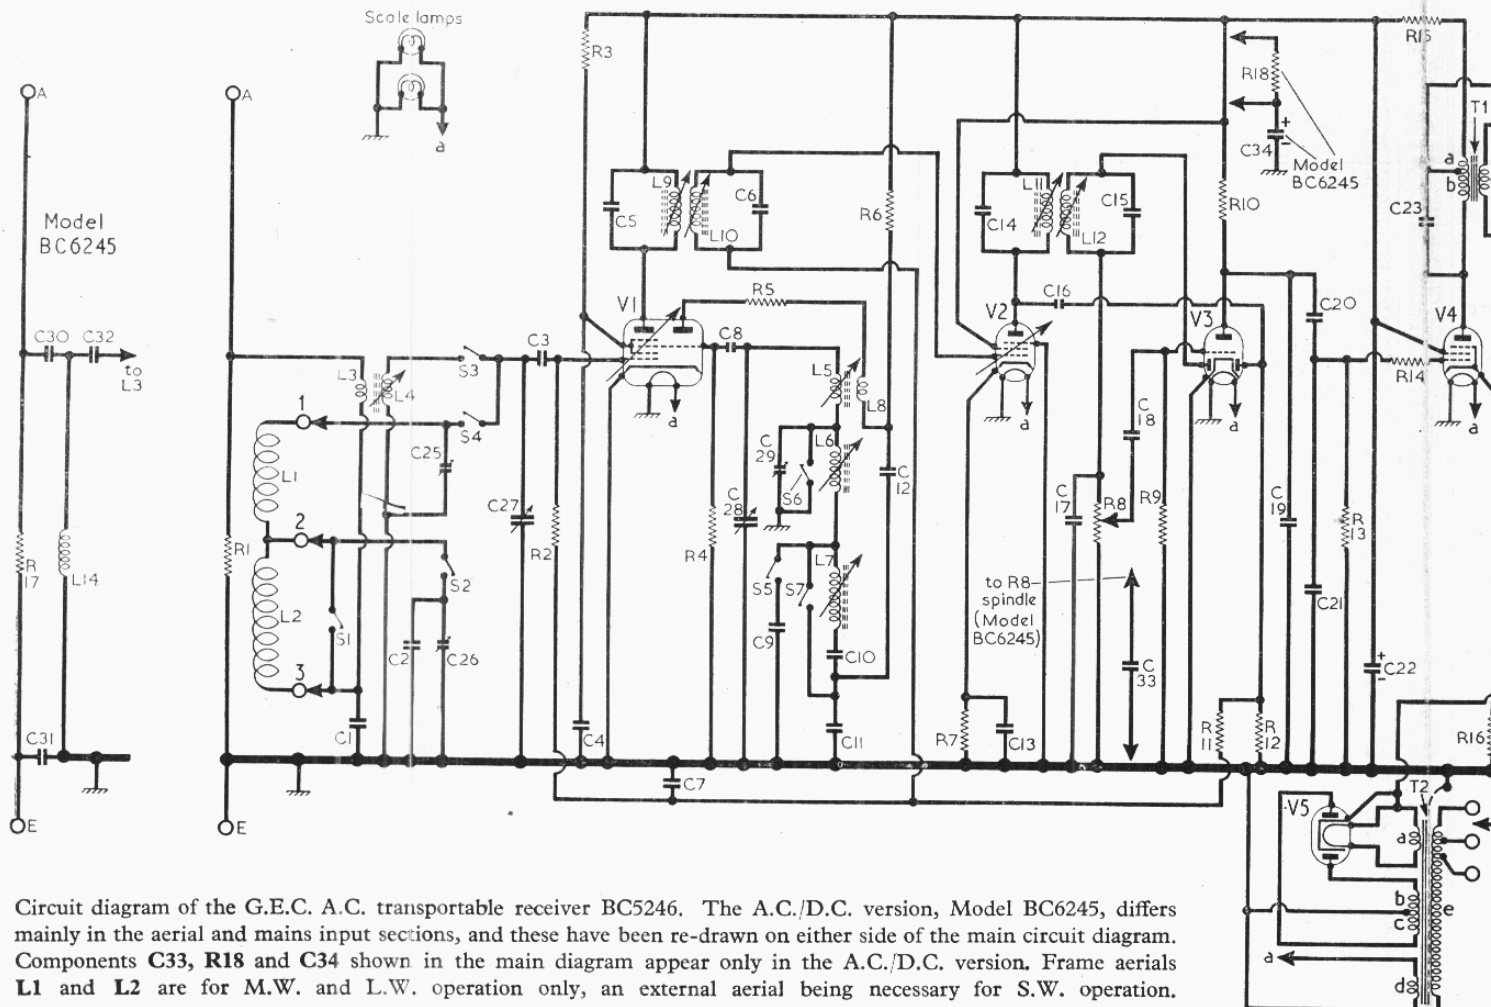 Scale lamps
a
A
A
Model
BC6245
C30
C32
to
L3
R
17
L14
C31
E
E
R1
L1
L2
1
2
3
S1
L3
L4
S3
S4
C25
S2
C2
C26
C1
C27
C3
R2
R3
C4
V1
a
C5
L9
L10
C6
R5
R6
C8
R4
C
28
C7
L5
L8
C
29
S6
L6
L7
S5
S7
C9
C10
C11
C
12
C14
L11
L12
C15
C16
V2
a
R7
C13
C
17
R8
C
18
R9
to R8
spindle
(Model
BC6245)
C
33
V3
a
R10
R18
C34
+
-
Model
BC6245
R
11
R
12
C
19
C20
C21
R
13
R14
C22
+
-
R15
T1
a
b
C23
V4
a
R16
V5
T2
a
b
c
d
e
a
Circuit diagram of the G.E.C. A.C. transportable receiver BC5246. The A.C./D.C. version, Model BC6245, differs
mainly in the aerial and mains input sections, and these have been re-drawn on either side of the main circuit diagram.
Components C33, R18 and C34 shown in the main diagram appear only in the A.C./D.C. version. Frame aerials
L1 and L2 are for M.W. and L.W. operation only, an external aerial being necessary for S.W. operation.